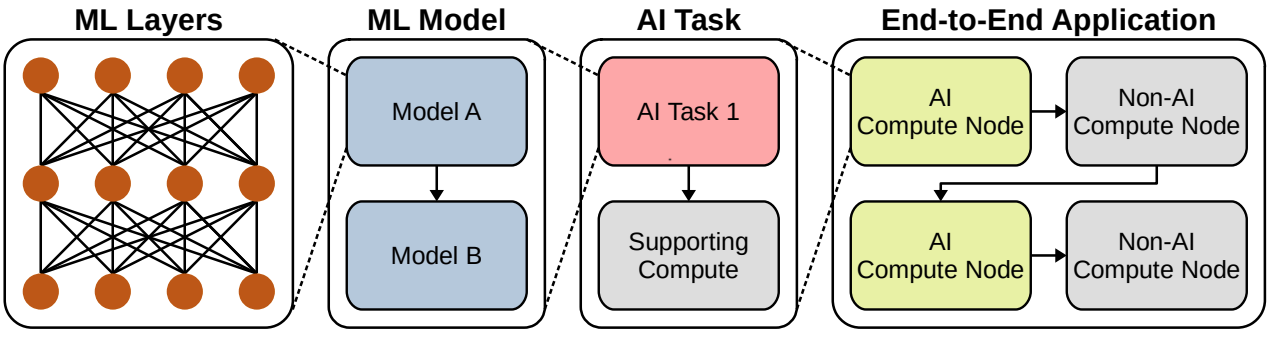 ML Layers
ML Model
AI Task
End-to-End Application
Model A
Model B
AI Task 1
Supporting
Compute
AI
Compute Node
Non-AI
Compute Node
AI
Compute Node
Non-AI
Compute Node